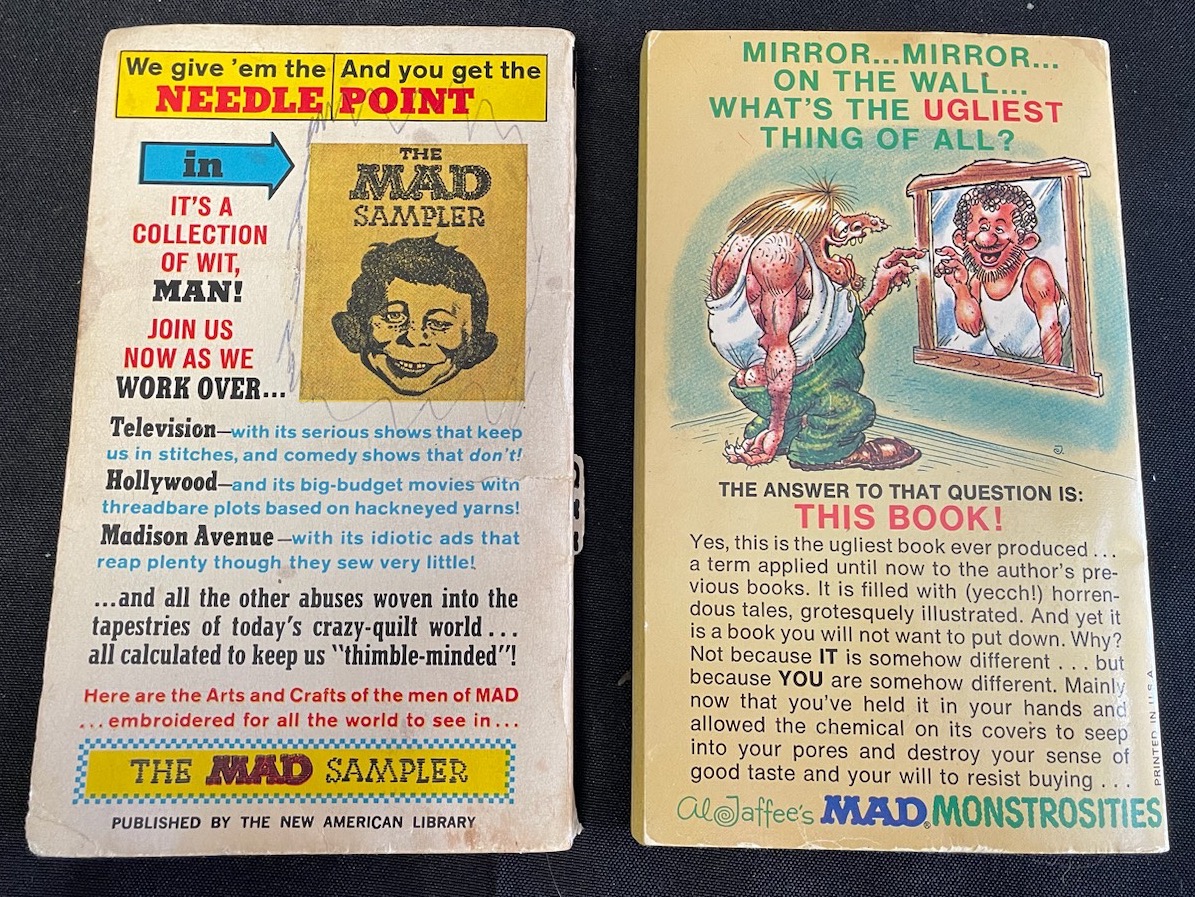 We give 'em the NEEDLE
And you get the POINT
in
THE
MAD
SAMPLER
IT'S A
COLLECTION
OF WIT,
MAN!
JOIN US
NOW AS WE
WORK OVER...
Television—with its serious shows that keep
us in stitches, and comedy shows that don't!
Hollywood—and its big-budget movies with
threadbare plots based on hackneyed yarns!
Madison Avenue—with its idiotic ads that
reap plenty though they sew very little!
...and all the other abuses woven into the
tapestries of today's crazy-quilt world...
all calculated to keep us "thimble-minded"!
Here are the Arts and Crafts of the men of MAD
...embroidered for all the world to see in...
THE MAD SAMPLER
PUBLISHED BY THE NEW AMERICAN LIBRARY
MIRROR...MIRROR...
ON THE WALL...
WHAT'S THE UGLIEST
THING OF ALL?
THE ANSWER TO THAT QUESTION IS:
THIS BOOK!
Yes, this is the ugliest book ever produced...
a term applied until now to the author's pre-
vious books. It is filled with (yecch!) horren-
dous tales, grotesquely illustrated. And yet it
is a book you will not want to put down. Why?
Not because IT is somehow different... but
because YOU are somehow different. Mainly
now that you've held it in your hands and
allowed the chemical on its covers to seep
into your pores and destroy your sense of
good taste and your will to resist buying...
Al Jaffee's MAD® MONSTROSITIES
PRINTED IN U.S.A.